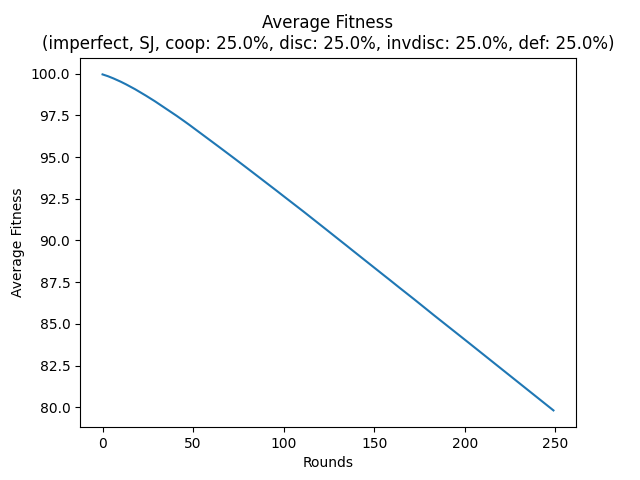 Average Fitness
(imperfect, SJ, coop: 25.0%, disc: 25.0%, invdisc: 25.0%, def: 25.0%)
100.0
97.5
95.0
92.5
90.0
87.5
85.0
82.5
80.0
Average Fitness
0 50 100 150 200 250
Rounds